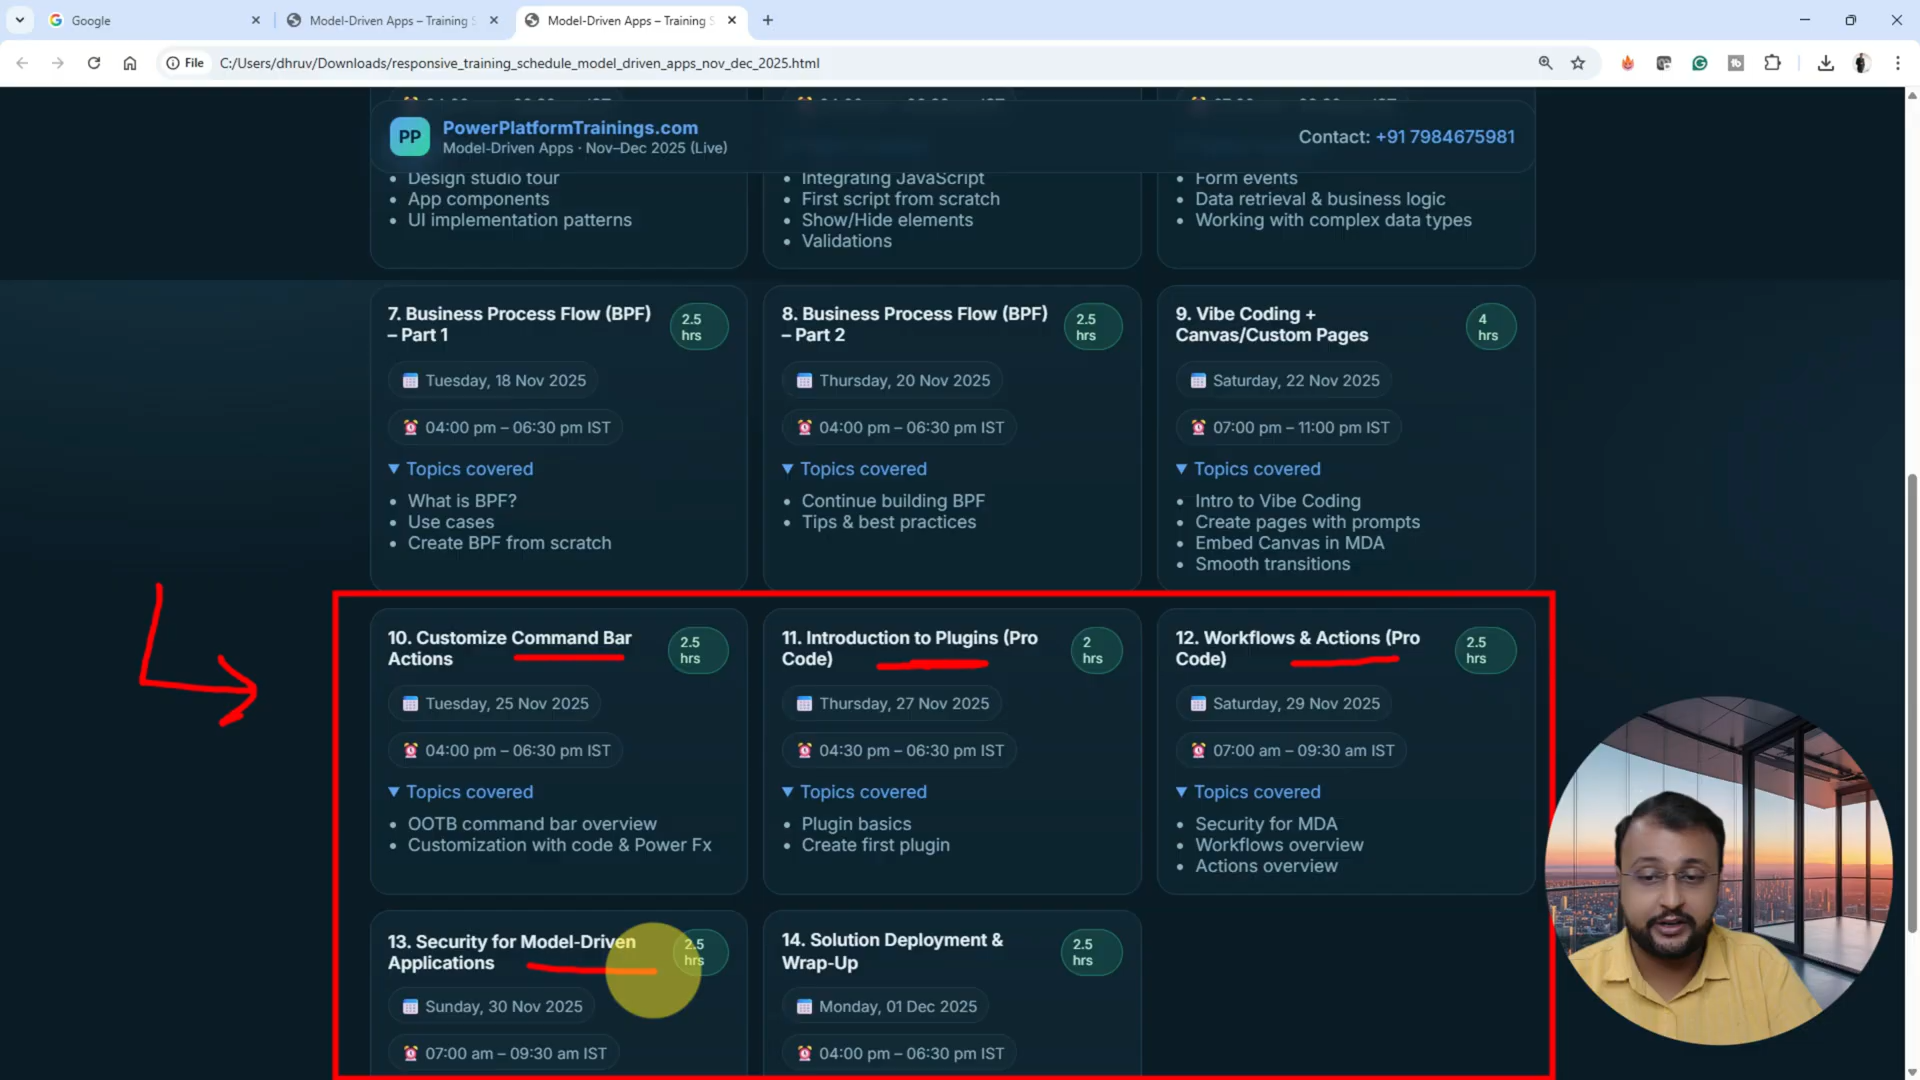 Google
Model-Driven Apps – Training S
Model-Driven Apps – Training S
File
C:/Users/dhruv/Downloads/responsive_training_schedule_model_driven_apps_nov_dec_2025.html
PP
PowerPlatformTrainings.com
Model-Driven Apps · Nov–Dec 2025 (Live)
Contact: +91 7984675981
Design studio tour
App components
UI implementation patterns
Integrating JavaScript
First script from scratch
Show/Hide elements
Validations
Form events
Data retrieval & business logic
Working with complex data types
7. Business Process Flow (BPF)
– Part 1
2.5
hrs
Tuesday, 18 Nov 2025
04:00 pm – 06:30 pm IST
Topics covered
What is BPF?
Use cases
Create BPF from scratch
8. Business Process Flow (BPF)
– Part 2
2.5
hrs
Thursday, 20 Nov 2025
04:00 pm – 06:30 pm IST
Topics covered
Continue building BPF
Tips & best practices
9. Vibe Coding +
Canvas/Custom Pages
4
hrs
Saturday, 22 Nov 2025
07:00 pm – 11:00 pm IST
Topics covered
Intro to Vibe Coding
Create pages with prompts
Embed Canvas in MDA
Smooth transitions
10. Customize Command Bar
Actions
2.5
hrs
Tuesday, 25 Nov 2025
04:00 pm – 06:30 pm IST
Topics covered
OOTB command bar overview
Customization with code & Power Fx
11. Introduction to Plugins (Pro
Code)
2
hrs
Thursday, 27 Nov 2025
04:30 pm – 06:30 pm IST
Topics covered
Plugin basics
Create first plugin
12. Workflows & Actions (Pro
Code)
2.5
hrs
Saturday, 29 Nov 2025
07:00 am – 09:30 am IST
Topics covered
Security for MDA
Workflows overview
Actions overview
13. Security for Model-Driven
Applications
2.5
hrs
Sunday, 30 Nov 2025
07:00 am – 09:30 am IST
14. Solution Deployment &
Wrap-Up
2.5
hrs
Monday, 01 Dec 2025
04:00 pm – 06:30 pm IST